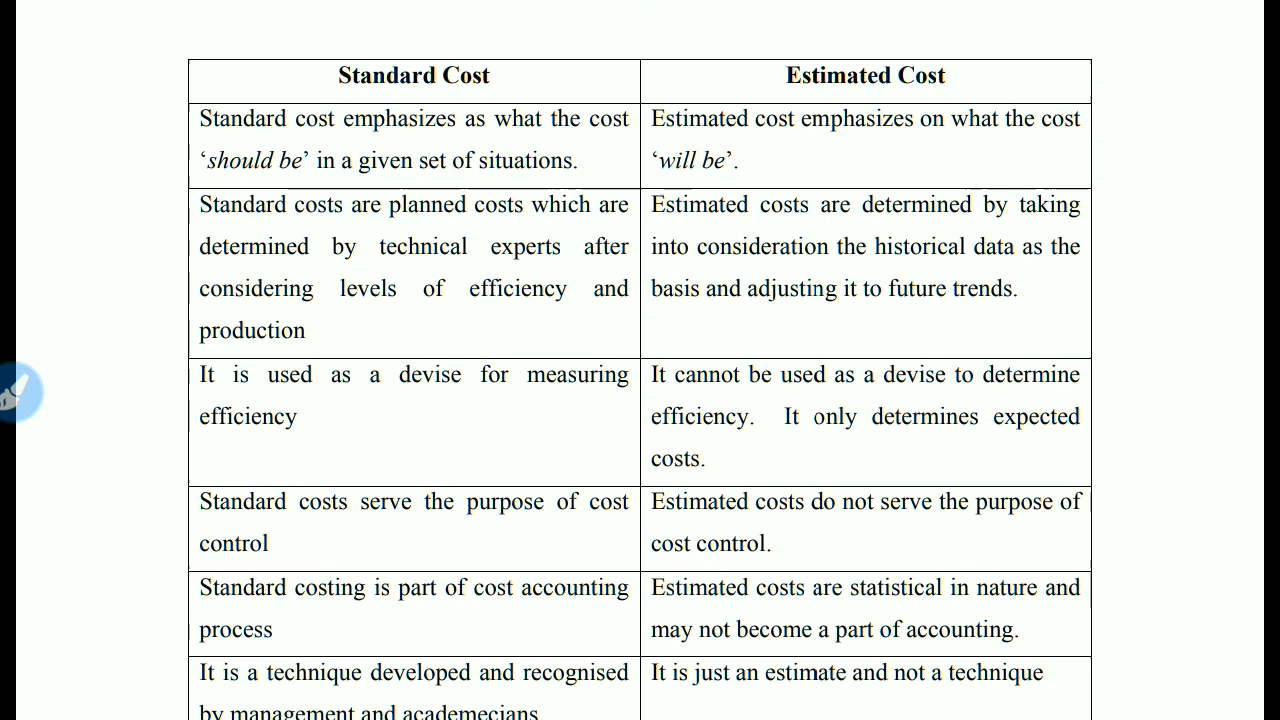 Standard Cost
Estimated Cost
Standard cost emphasizes as what the cost
‘should be’ in a given set of situations.
Estimated cost emphasizes on what the cost
‘will be’.
Standard costs are planned costs which are
determined by technical experts after
considering levels of efficiency and
production
Estimated costs are determined by taking
into consideration the historical data as the
basis and adjusting it to future trends.
It is used as a devise for measuring
efficiency
It cannot be used as a devise to determine
efficiency. It only determines expected
costs.
Standard costs serve the purpose of cost
control
Estimated costs do not serve the purpose of
cost control.
Standard costing is part of cost accounting
process
Estimated costs are statistical in nature and
may not become a part of accounting.
It is a technique developed and recognised
by management and academecians
It is just an estimate and not a technique